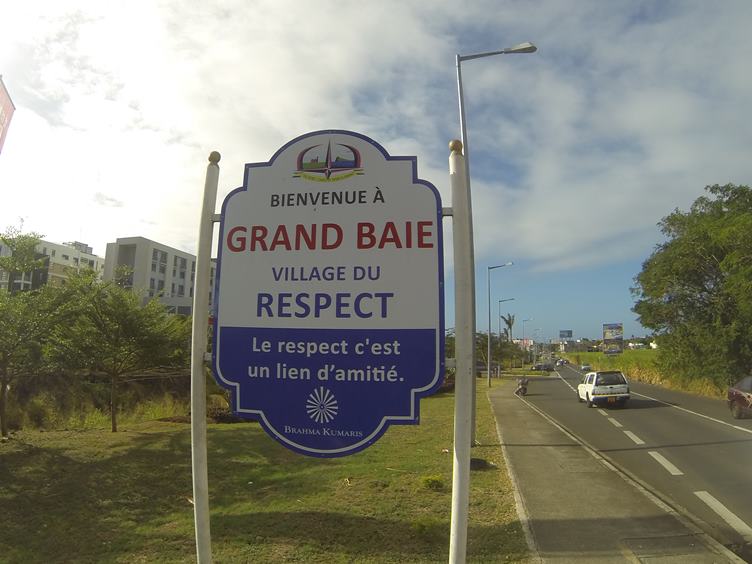 BIENVENUE À
GRAND BAIE
VILLAGE DU
RESPECT
Le respect c'est
un lien d'amitié.
BRAHMA KUMARIS